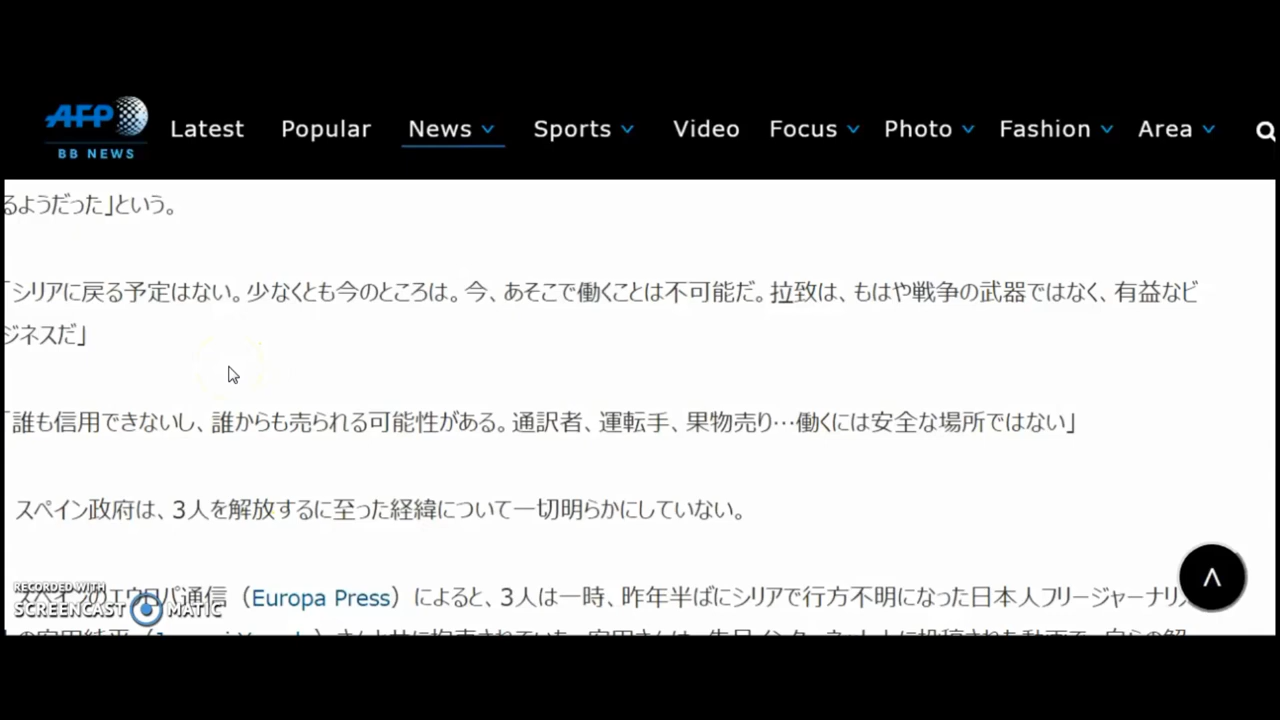 AFP
BB NEWS
Latest Popular News Sports Video Focus Photo Fashion Area
るようだった」という。
「シリアに戻る予定はない。少なくとも今のところは。今、あそこで働くことは不可能だ。拉致は、もはや戦争の武器ではなく、有益なビ
ジネスだ」
「誰も信用できないし、誰からも売られる可能性がある。通訳者、運転手、果物売り…働くには安全な場所ではない」
スペイン政府は、3人を解放するに至った経緯について一切明らかにしていない。
スペインのエウロパ通信（Europa Press）によると、3人は一時、昨年半ばにシリアで行方不明になった日本人フリージャーナリス
RECORDED WITH
SCREENCAST MATIC